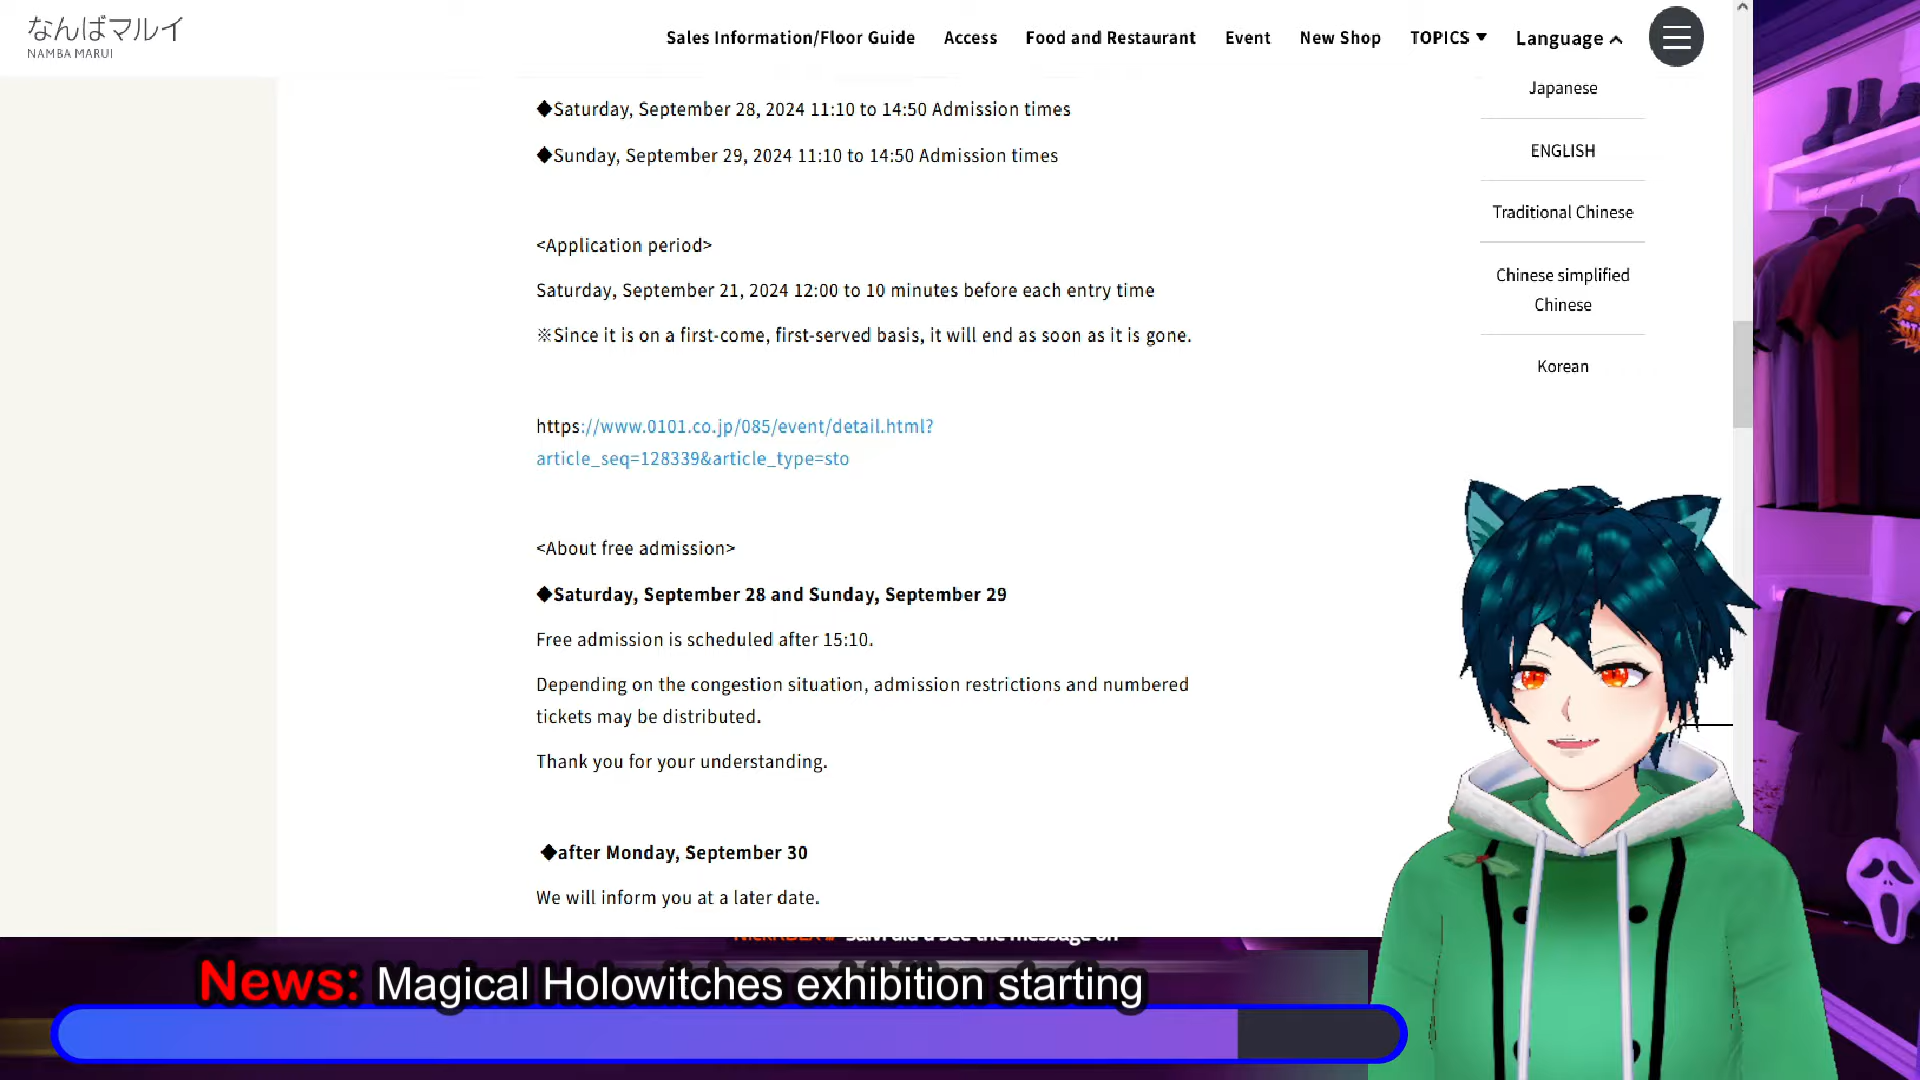 なんばマルイ
NAMBA MARUI
Sales Information/Floor Guide Access Food and Restaurant Event New Shop TOPICS Language
Japanese
ENGLISH
Traditional Chinese
Chinese simplified
Chinese
Korean
◆Saturday, September 28, 2024 11:10 to 14:50 Admission times
◆Sunday, September 29, 2024 11:10 to 14:50 Admission times
<Application period>
Saturday, September 21, 2024 12:00 to 10 minutes before each entry time
※Since it is on a first-come, first-served basis, it will end as soon as it is gone.
https://www.0101.co.jp/085/event/detail.html?
article_seq=128339&article_type=sto
<About free admission>
◆Saturday, September 28 and Sunday, September 29
Free admission is scheduled after 15:10.
Depending on the congestion situation, admission restrictions and numbered
tickets may be distributed.
Thank you for your understanding.
◆after Monday, September 30
We will inform you at a later date.
see the message on
News: Magical Holowitches exhibition starting